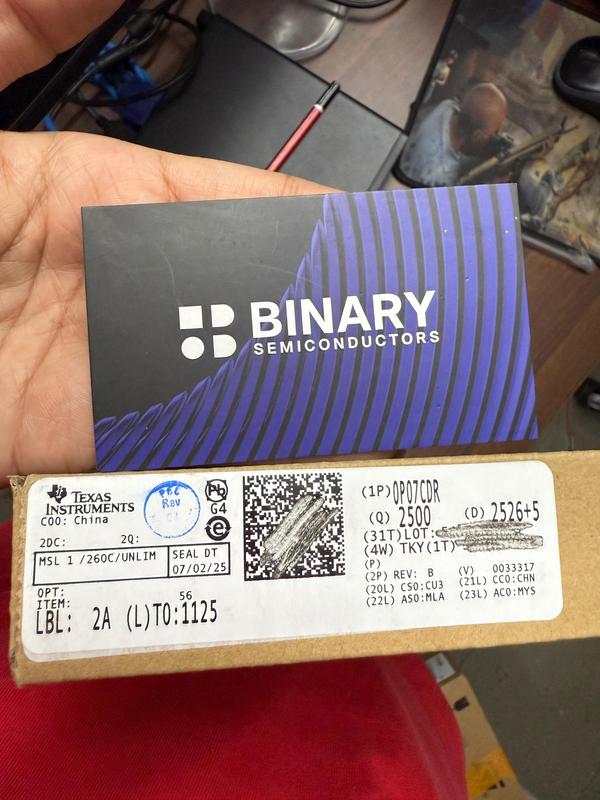 BINARY
SEMICONDUCTORS
TEXAS
INSTRUMENTS
COO: China
2DC: 2Q:
MSL 1 /260C/UNLIM
SEAL DT
07/02/25
OPT:
ITEM: 56
LBL: 2A (L)TO:1125
Pb
G4
e
(1P)OP07CDR
(Q) 2500 (D) 2526+5
(31T)LOT:
(4W) TKY(1T)
(P)
(2P) REV: B (V) 0033317
(20L) CSO:CU3 (21L) CCO:CHN
(22L) ASO:MLA (23L) ACO:MYS